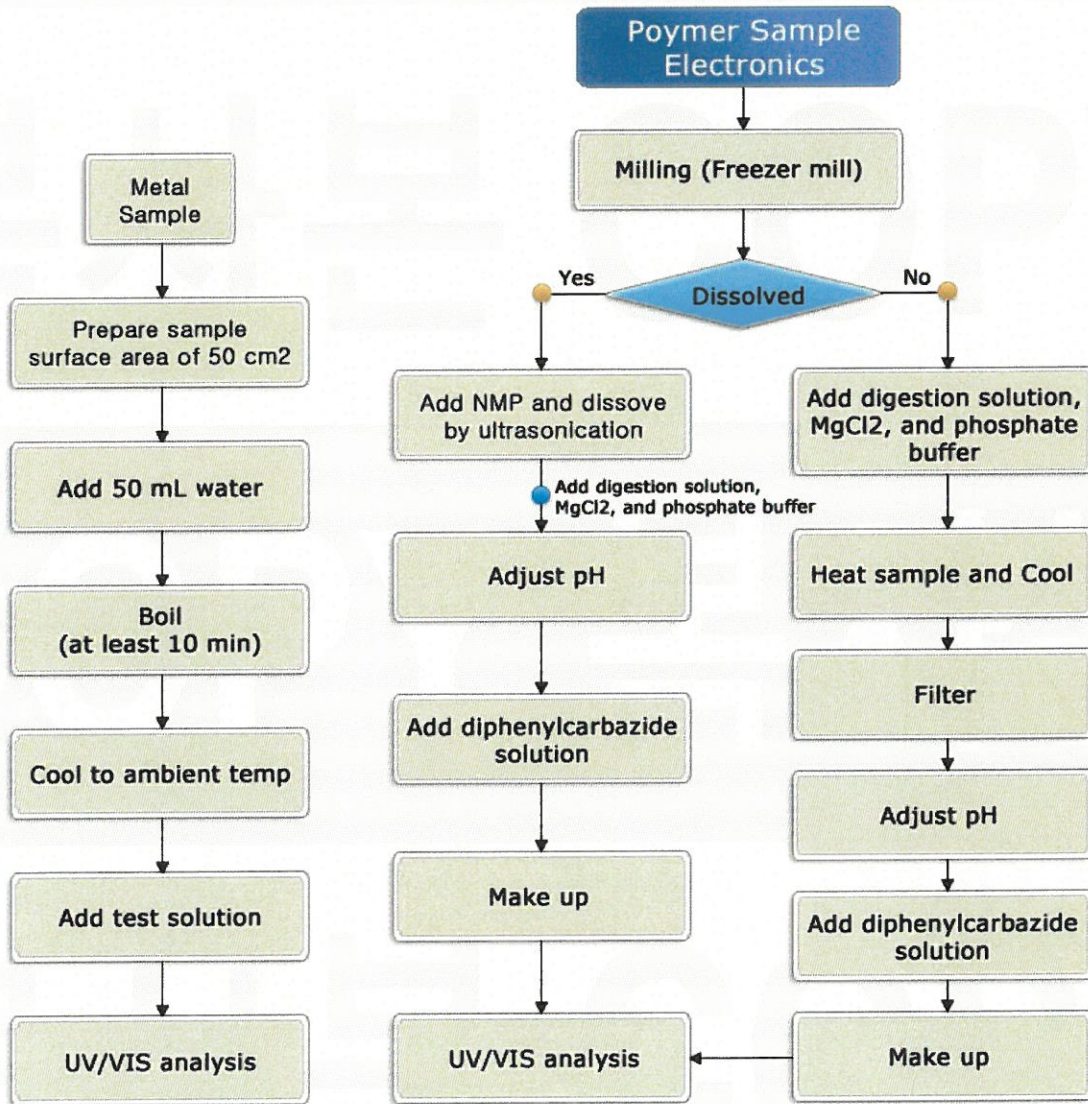 Poymer Sample
Electronics
Milling (Freezer mill)
Yes
Dissolved
No
Metal
Sample
Prepare sample
surface area of 50 cm2
Add 50 mL water
Boil
(at least 10 min)
Cool to ambient temp
Add test solution
UV/VIS analysis
Add NMP and dissove
by ultrasonication
Add digestion solution,
MgCl2, and phosphate buffer
Adjust pH
Add diphenylcarbazide
solution
Make up
UV/VIS analysis
Add digestion solution,
MgCl2, and phosphate
buffer
Heat sample and Cool
Filter
Adjust pH
Add diphenylcarbazide
solution
Make up